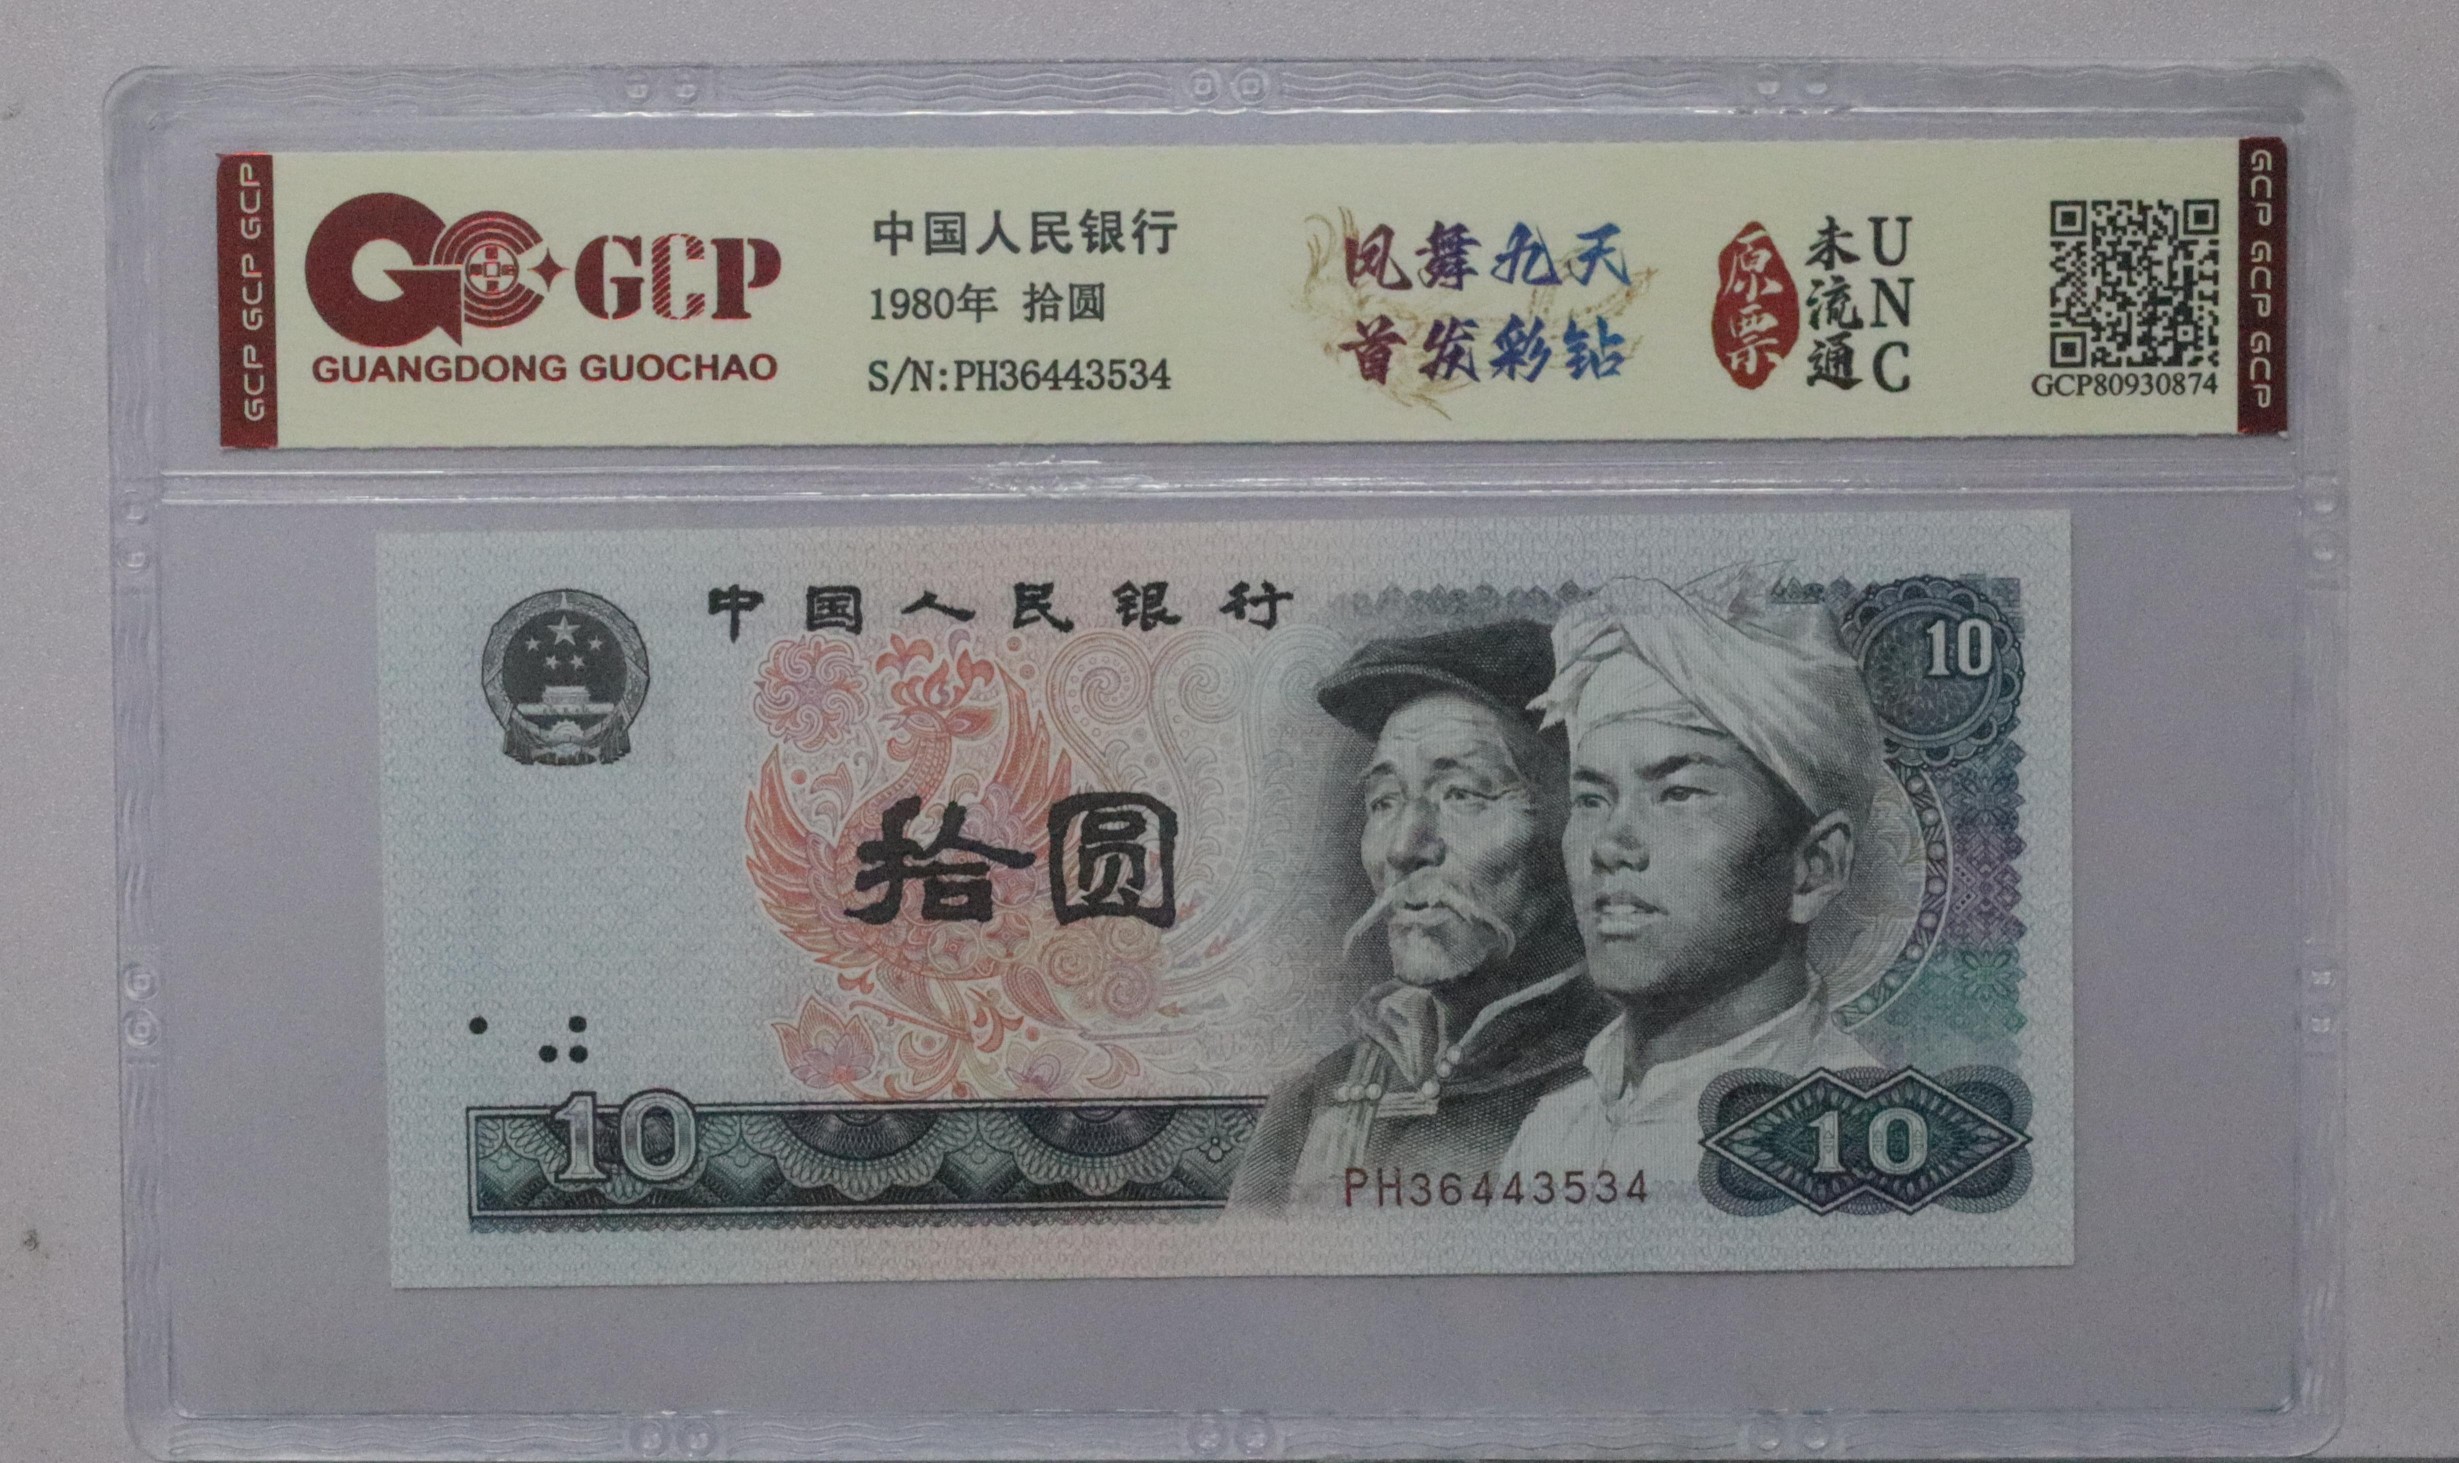 GCP GCP GCP
GCP
GUANGDONG GUOCHAO
中国人民银行
1980年 拾圆
S/N:PH36443534
凤舞九天
首发彩钻
原票
未流通
UNC
GCP80930874
GCP GCP GCP
中国人民银行
10
拾圆
10
PH36443534
10